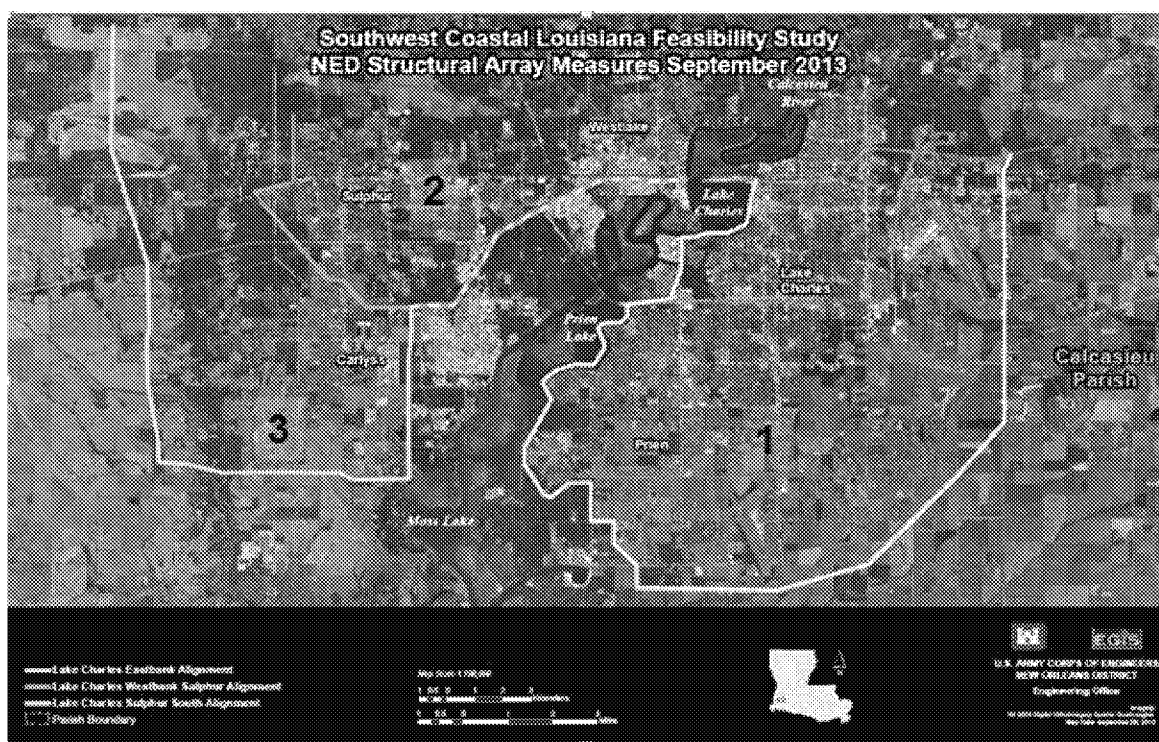 Southwest Coastal Louisiana Feasibility Study
NED Structural Array Measures September 2013
Calcasieu
River
Westlake
Sulphur
2
Lake
Charles
Lake
Charles
Prien
Lake
Carlyss
Calcasieu
Parish
3
Prien
1
Moss Lake
Lake Charles Eastbank Alignment
Lake Charles Westbank Sulphur Alignment
Lake Charles Sulphur South Alignment
Parish Boundary
EGIS
U.S. ARMY CORPS OF ENGINEERS
NEW ORLEANS DISTRICT
Engineering Office